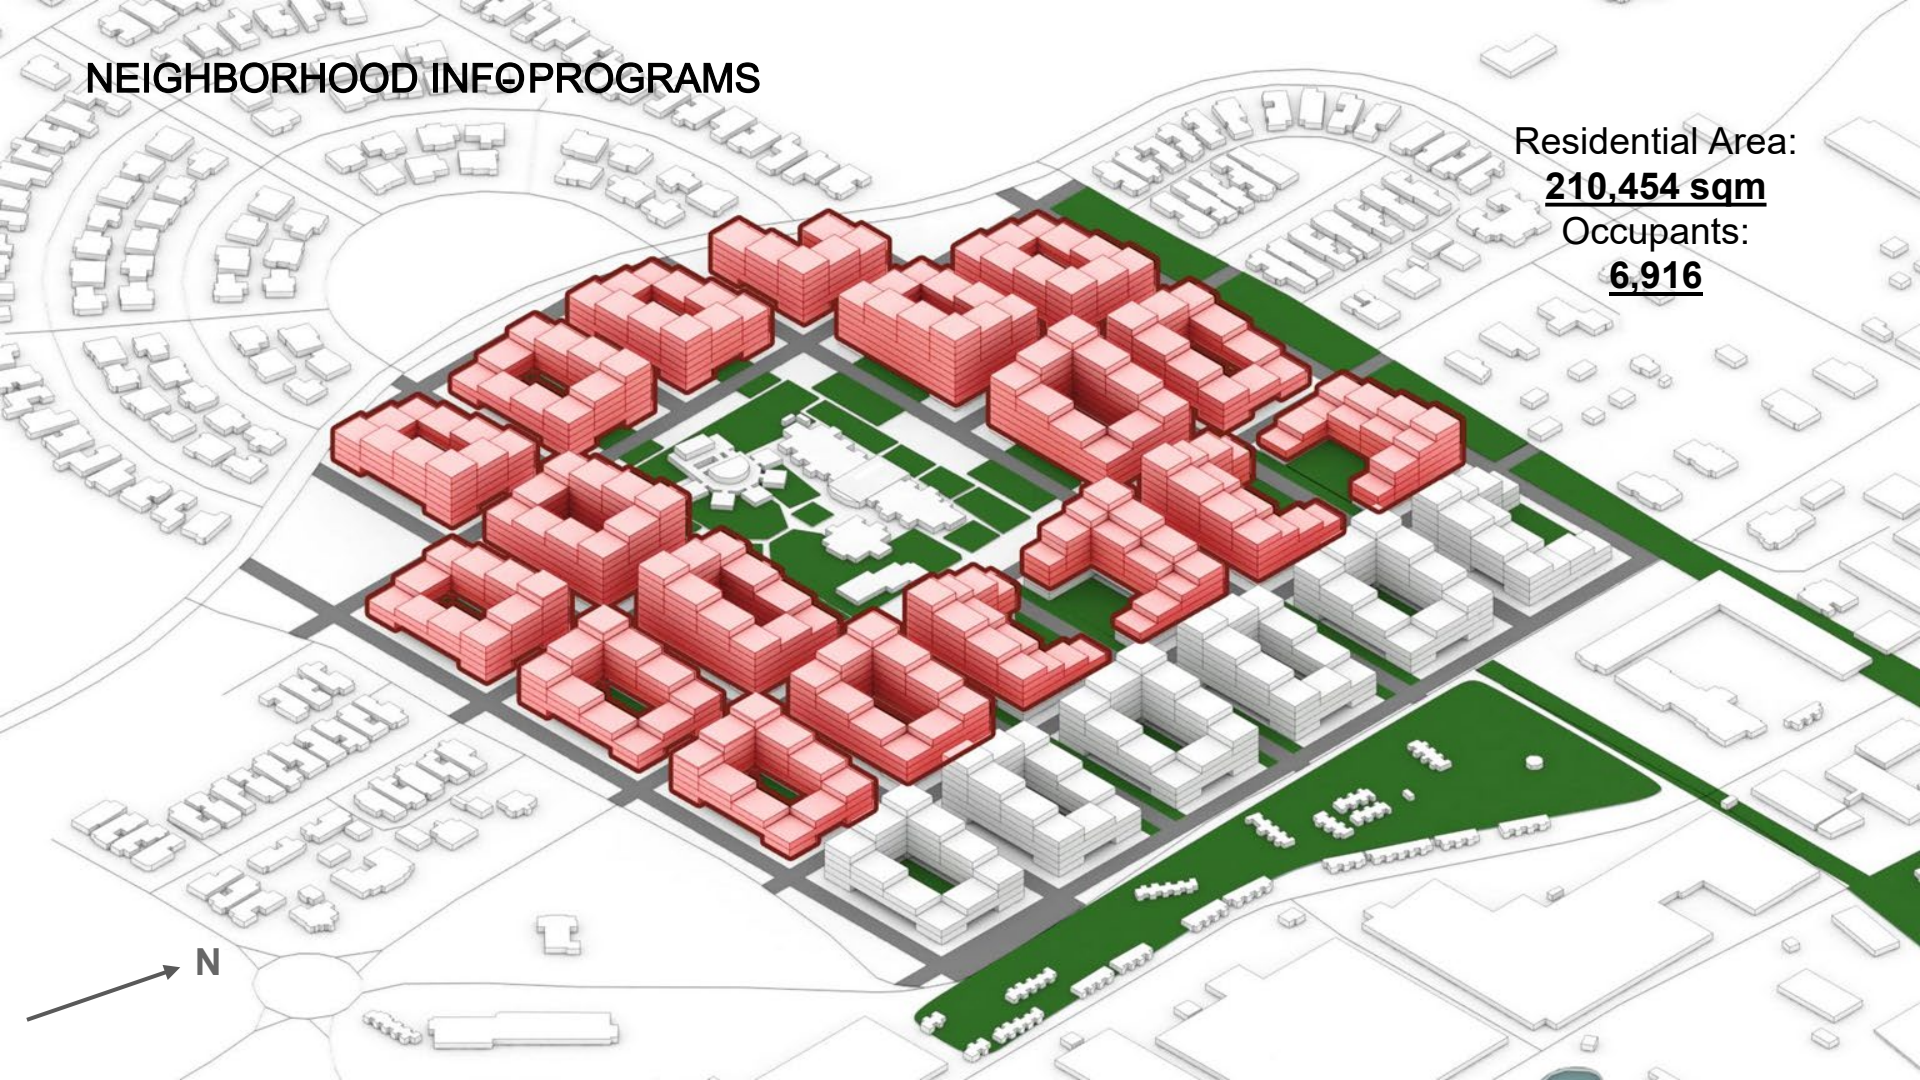 NEIGHBORHOOD INFO-PROGRAMS
Residential Area:
210,454 sqm
Occupants:
6,916
N